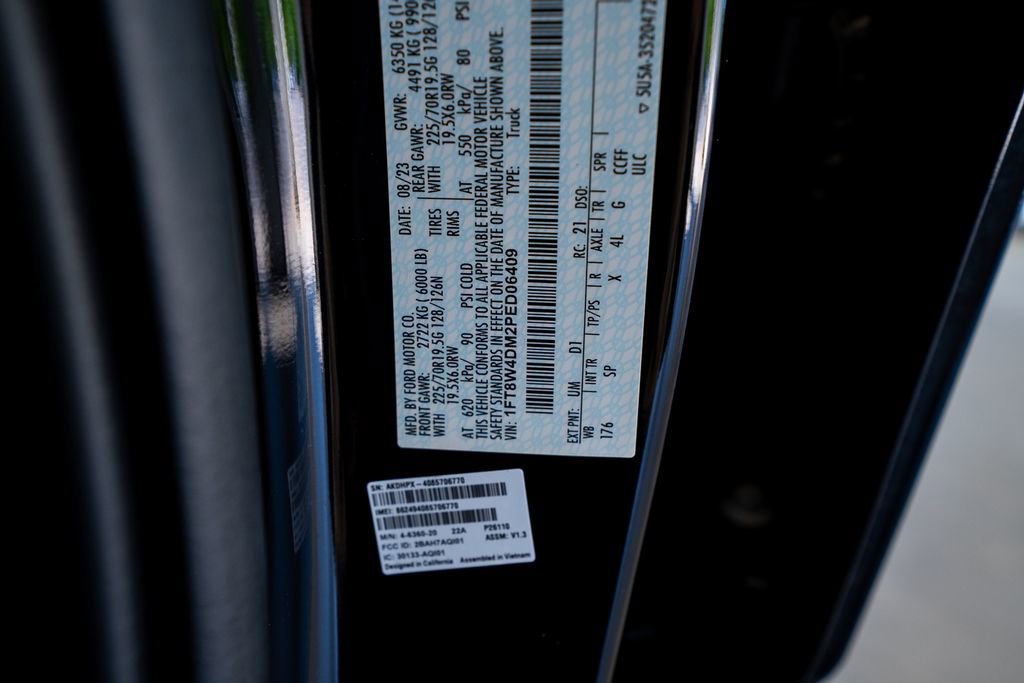 MFD. BY FORD MOTOR CO.
DATE: 08/23 GVWR: 6350 KG
FRONT GAWR: 2722 KG ( 6000 LB)
REAR GAWR: 4491 KG ( 990
WITH 225/70R19.5G 128/126N
TIRES WITH 225/70R19.5G 128/126
19.5X6.0RW
RIMS 19.5X6.0RW
AT 620 kPa/ 90 PSI COLD
AT 550 kPa/ 80 PSI
THIS VEHICLE CONFORMS TO ALL APPLICABLE FEDERAL MOTOR VEHICLE
SAFETY STANDARDS IN EFFECT ON THE DATE OF MANUFACTURE SHOWN ABOVE.
VIN: 1FT8W4DM2PED06409 TYPE: Truck
EXT PNT: UM DJ RC: 21 DSO:
WB INT TR TP/PS R AXLE TR SPR
176 SP X 4L G CCFF
ULC
SN: AKDHPX-4085706770
IMEI: 862494085706770
M/N: 4-6360-20 22A P26110
FCC ID: 2BAH7AQI01 ASSM: V1.3
IC: 30133-AQI01
Designed in California Assembled in Vietnam